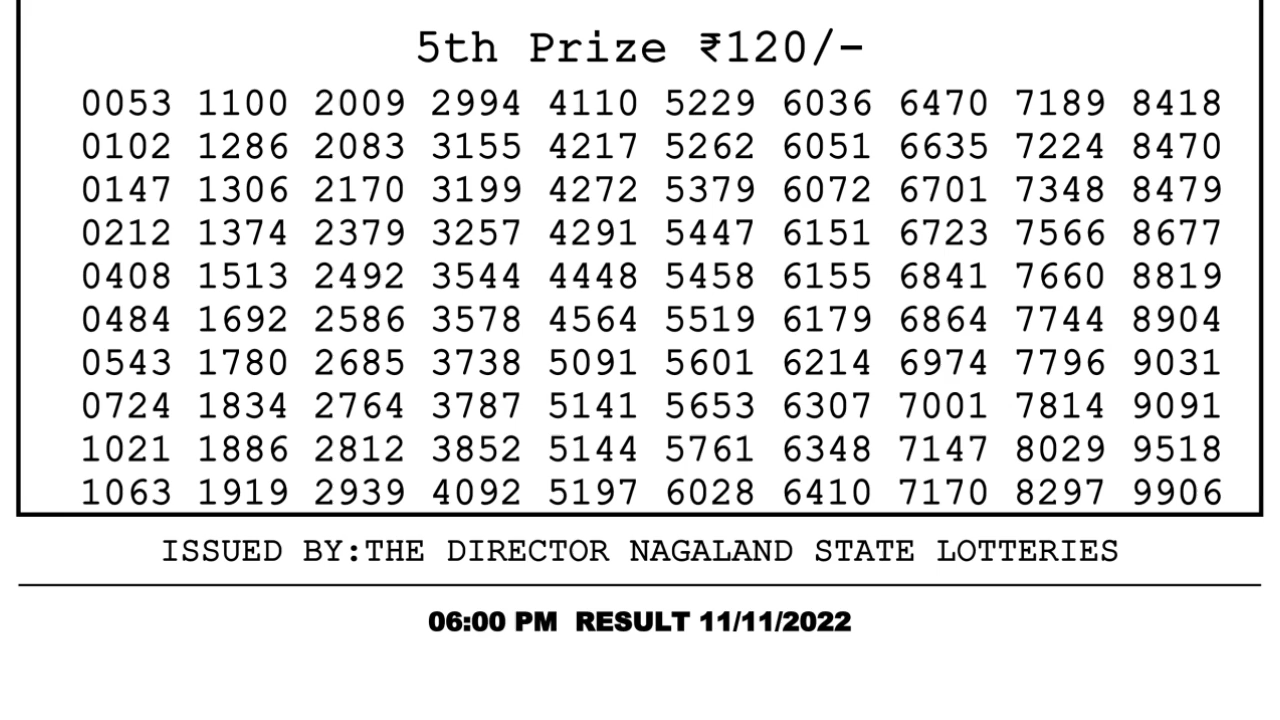 5th Prize ₹120/-
0053 1100 2009 2994 4110 5229 6036 6470 7189 8418
0102 1286 2083 3155 4217 5262 6051 6635 7224 8470
0147 1306 2170 3199 4272 5379 6072 6701 7348 8479
0212 1374 2379 3257 4291 5447 6151 6723 7566 8677
0408 1513 2492 3544 4448 5458 6155 6841 7660 8819
0484 1692 2586 3578 4564 5519 6179 6864 7744 8904
0543 1780 2685 3738 5091 5601 6214 6974 7796 9031
0724 1834 2764 3787 5141 5653 6307 7001 7814 9091
1021 1886 2812 3852 5144 5761 6348 7147 8029 9518
1063 1919 2939 4092 5197 6028 6410 7170 8297 9906
ISSUED BY:THE DIRECTOR NAGALAND STATE LOTTERIES
06:00 PM RESULT 11/11/2022